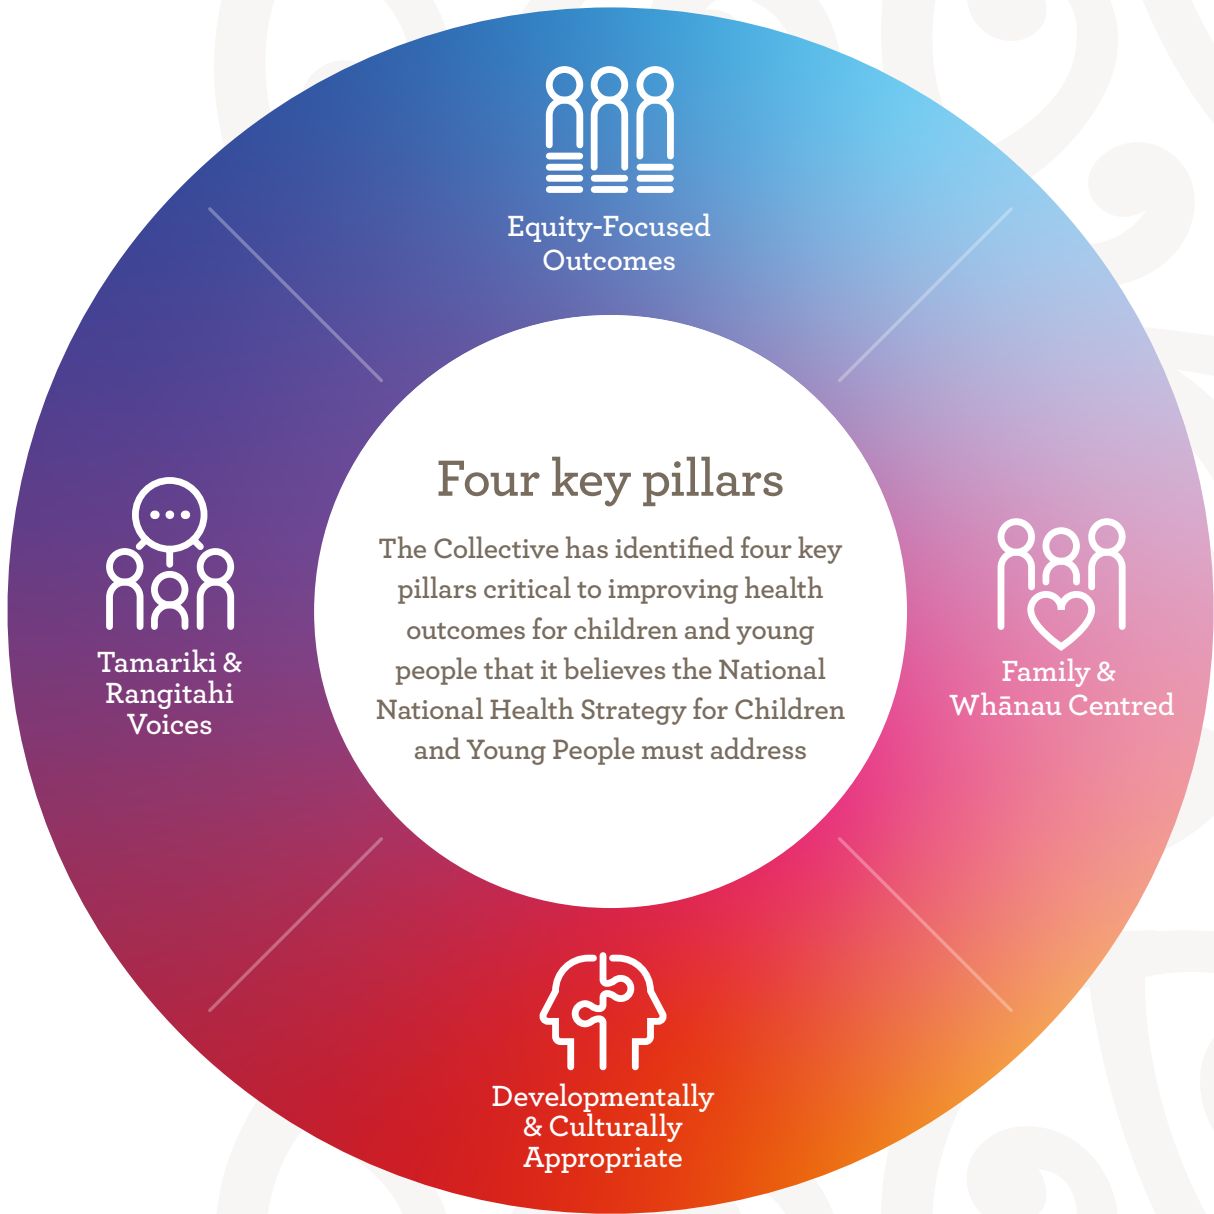 Equity-Focused
Outcomes
Four key pillars
The Collective has identified four key
pillars critical to improving health
outcomes for children and young
people that it believes the National
National Health Strategy for Children
and Young People must address
Tamariki &
Rangitahi
Voices
Family &
Whānau Centred
Developmentally
& Culturally
Appropriate